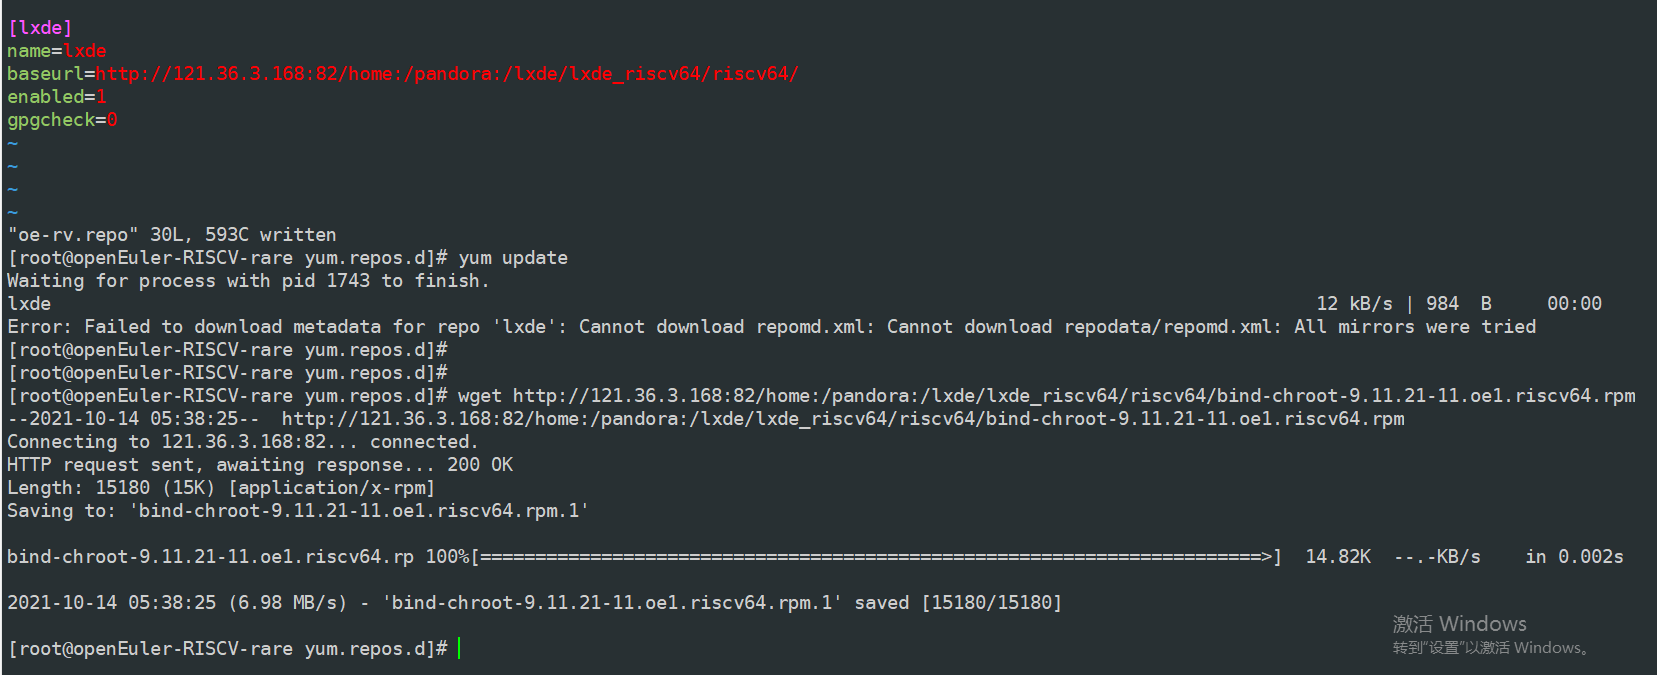 [lxde]
name=lxde
baseurl=http://121.36.3.168:82/home:/pandora:/lxde/lxde_riscv64/riscv64/
enabled=1
gpgcheck=0
~
~
~
~
"oe-rv.repo" 30L, 593C written
[root@openEuler-RISCV-rare yum.repos.d]# yum update
Waiting for process with pid 1743 to finish.
lxde 12 kB/s | 984 B 00:00
Error: Failed to download metadata for repo 'lxde': Cannot download repomd.xml: Cannot download repodata/repomd.xml: All mirrors were tried
[root@openEuler-RISCV-rare yum.repos.d]#
[root@openEuler-RISCV-rare yum.repos.d]#
[root@openEuler-RISCV-rare yum.repos.d]# wget http://121.36.3.168:82/home:/pandora:/lxde/lxde_riscv64/riscv64/bind-chroot-9.11.21-11.oe1.riscv64.rpm
--2021-10-14 05:38:25--  http://121.36.3.168:82/home:/pandora:/lxde/lxde_riscv64/riscv64/bind-chroot-9.11.21-11.oe1.riscv64.rpm
Connecting to 121.36.3.168:82... connected.
HTTP request sent, awaiting response... 200 OK
Length: 15180 (15K) [application/x-rpm]
Saving to: 'bind-chroot-9.11.21-11.oe1.riscv64.rpm.1'
bind-chroot-9.11.21-11.oe1.riscv64.rp 100%[=======================================================================>]  14.82K  --.-KB/s    in 0.002s
2021-10-14 05:38:25 (6.98 MB/s) - 'bind-chroot-9.11.21-11.oe1.riscv64.rpm.1' saved [15180/15180]
[root@openEuler-RISCV-rare yum.repos.d]#
激活 Windows
转到"设置"以激活 Windows。